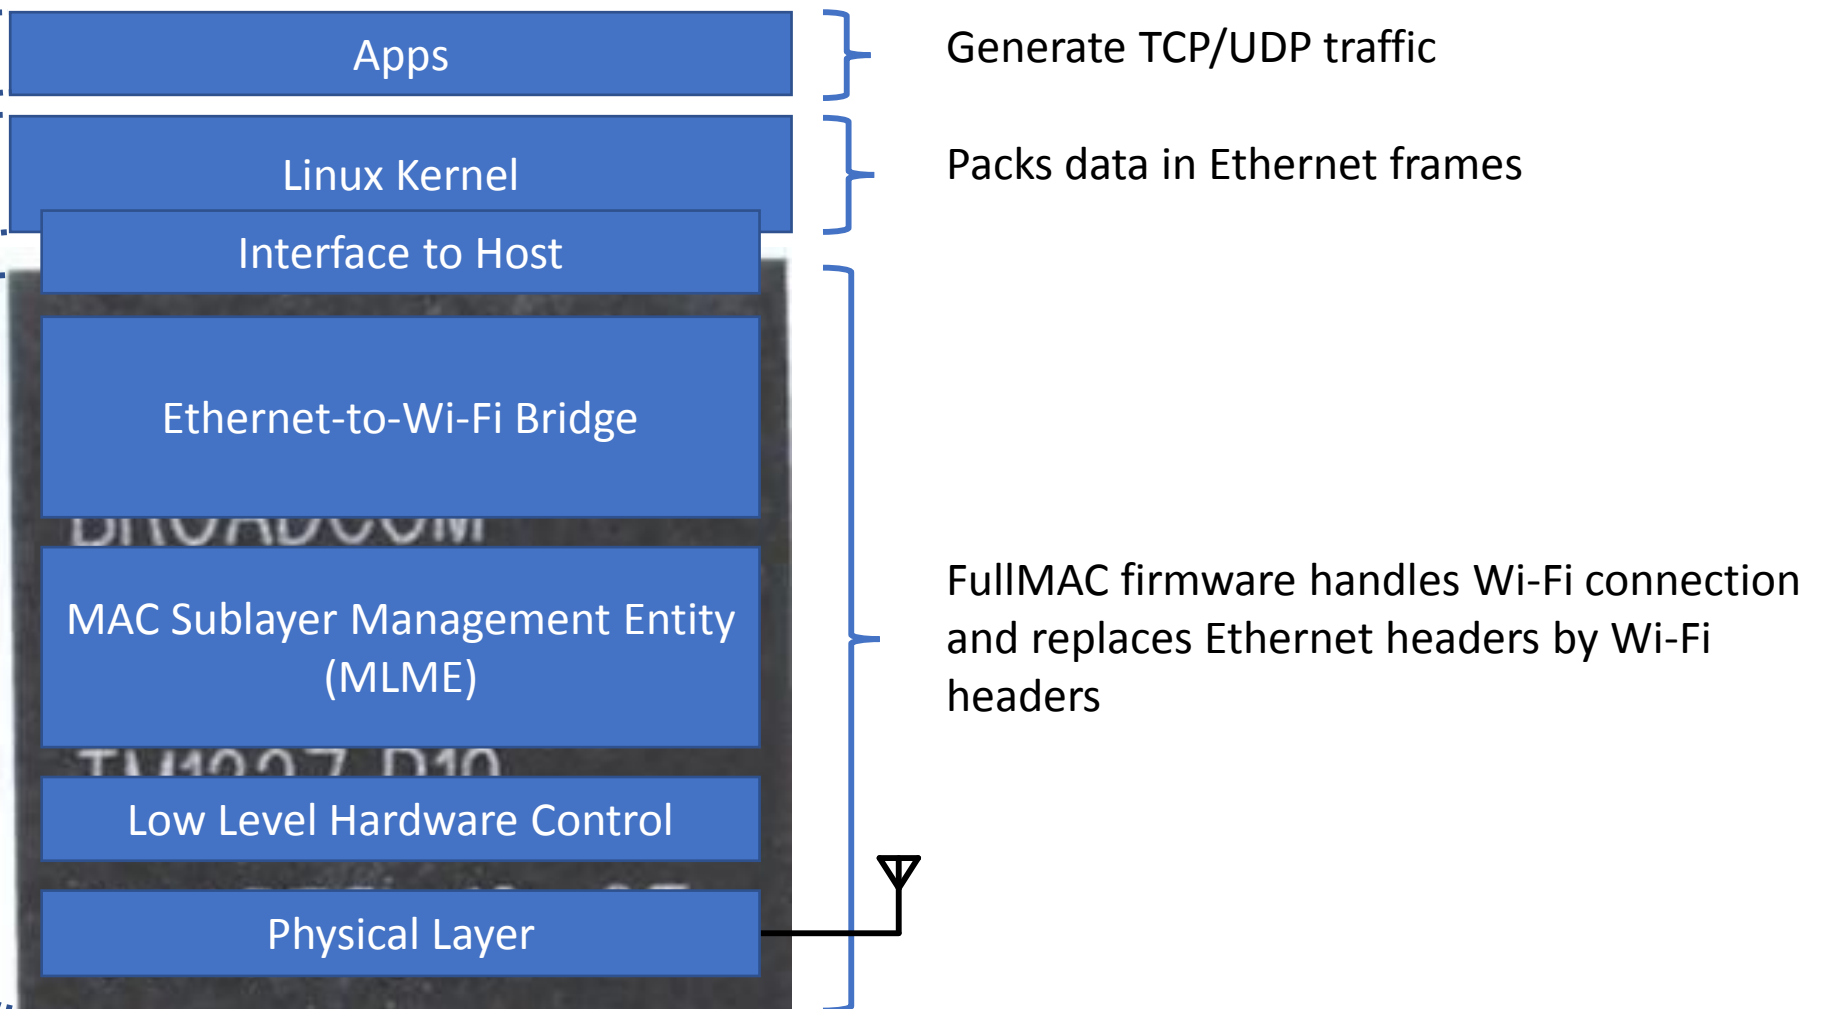 Apps
Generate TCP/UDP traffic
Linux Kernel
Packs data in Ethernet frames
Interface to Host
Ethernet-to-Wi-Fi Bridge
BROADCOM
MAC Sublayer Management Entity
(MLME)
FullMAC firmware handles Wi-Fi connection
and replaces Ethernet headers by Wi-Fi
headers
Low Level Hardware Control
Physical Layer